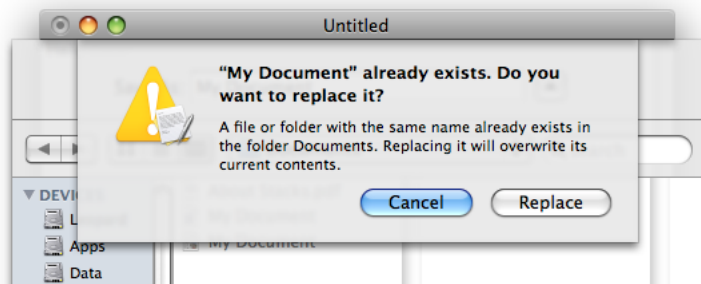 Untitled
“My Document” already exists. Do you
want to replace it?
A file or folder with the same name already exists in
the folder Documents. Replacing it will overwrite its
current contents.
Cancel
Replace
DEVICES
Apps
Data
My Document
My Document